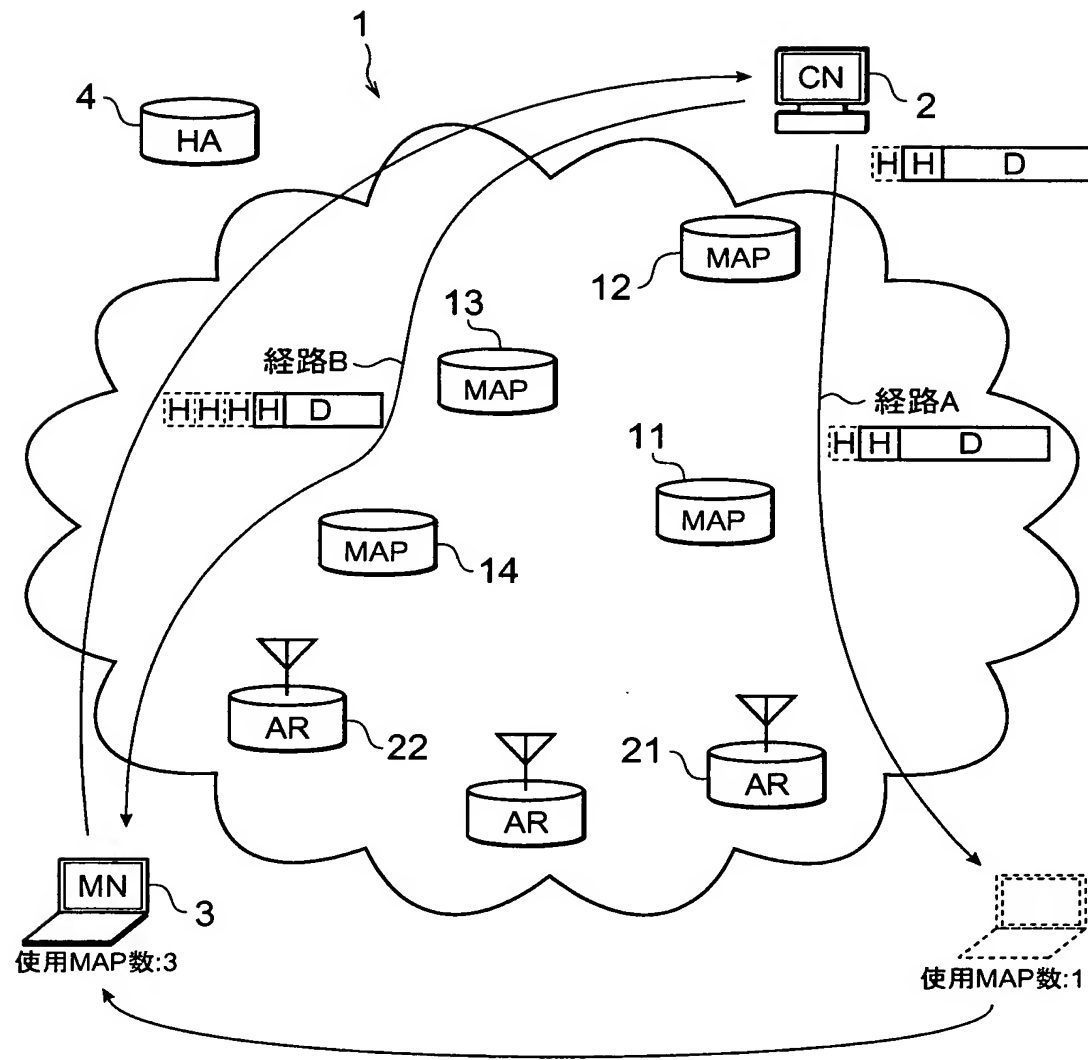 1
CN
2
4
HA
H H D
MAP
12
13
MAP
経路B
H H H H D
経路A
H H D
11
MAP
MAP
14
AR
22
21
AR
AR
MN
3
使用MAP数:3
使用MAP数:1